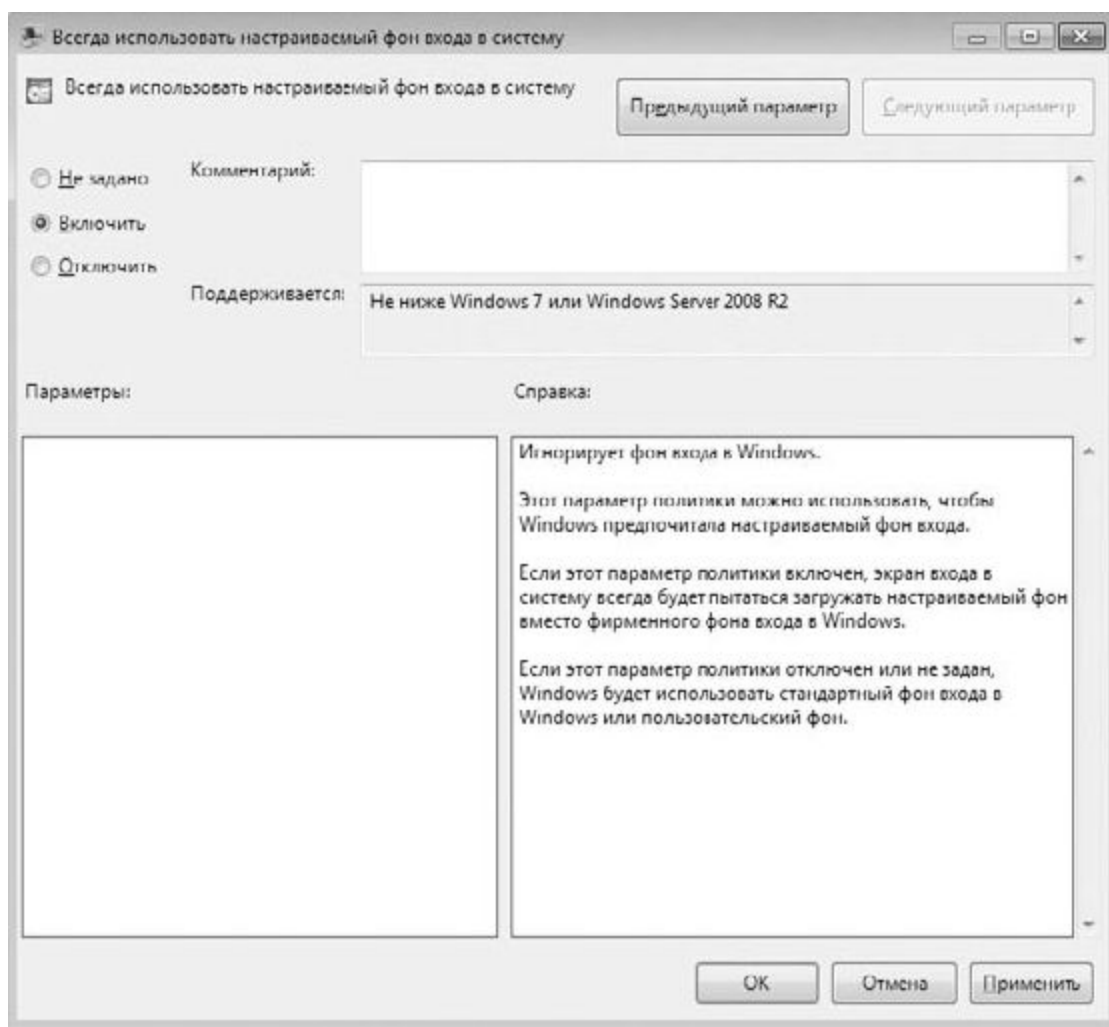 Всегда использовать настраиваемый фон входа в систему
Всегда использовать настраиваемый фон входа в систему
Предыдущий параметр
Следующий параметр
Не задано
Комментарий:
Включить
Отключить
Поддерживается:
Не ниже Windows 7 или Windows Server 2008 R2
Параметры:
Справка:
Игнорирует фон входа в Windows.
Этот параметр политики можно использовать, чтобы
Windows предпочитала настраиваемый фон входа.
Если этот параметр политики включен, экран входа в
систему всегда будет пытаться загружать настраиваемый фон
вместо фирменного фона входа в Windows.
Если этот параметр политики отключен или не задан,
Windows будет использовать стандартный фон входа в
Windows или пользовательский фон.
ОК
Отмена
Применить